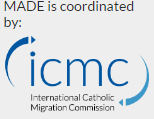 MADE is coordinated
by:
icmc
International Catholic
Migration Commission